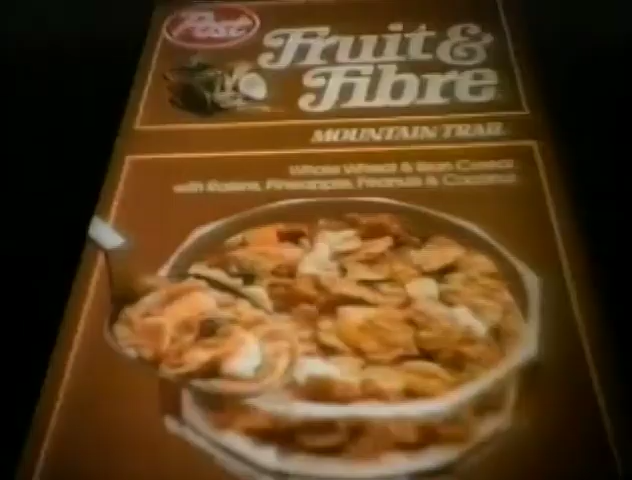 Post
Fruit &
Fibre
MOUNTAIN TRAIL
Whole Wheat & Bran Cereal
with Raisins, Pineapple, Peanuts & Coconut